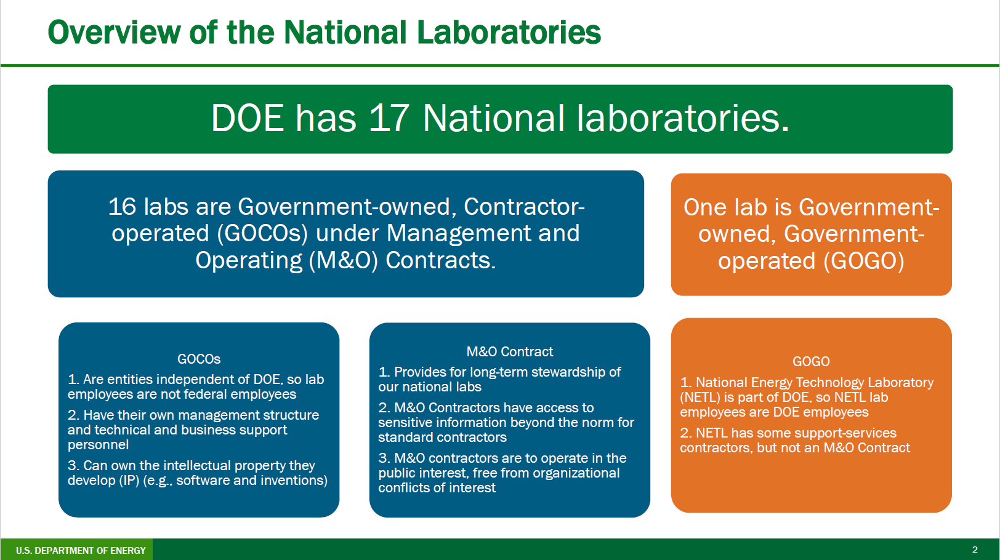 Overview of the National Laboratories
DOE has 17 National laboratories.
16 labs are Government-owned, Contractor-
operated (GOCOs) under Management and
Operating (M&O) Contracts.
One lab is Government-
owned, Government-
operated (GOGO)
GOCOs
1. Are entities independent of DOE, so lab
employees are not federal employees
2. Have their own management structure
and technical and business support
personnel
3. Can own the intellectual property they
develop (IP) (e.g., software and inventions)
M&O Contract
1. Provides for long-term stewardship of
our national labs
2. M&O Contractors have access to
sensitive information beyond the norm for
standard contractors
3. M&O contractors are to operate in the
public interest, free from organizational
conflicts of interest
GOGO
1. National Energy Technology Laboratory
(NETL) is part of DOE, so NETL lab
employees are DOE employees
2. NETL has some support-services
contractors, but not an M&O Contract
U.S. DEPARTMENT OF ENERGY
2